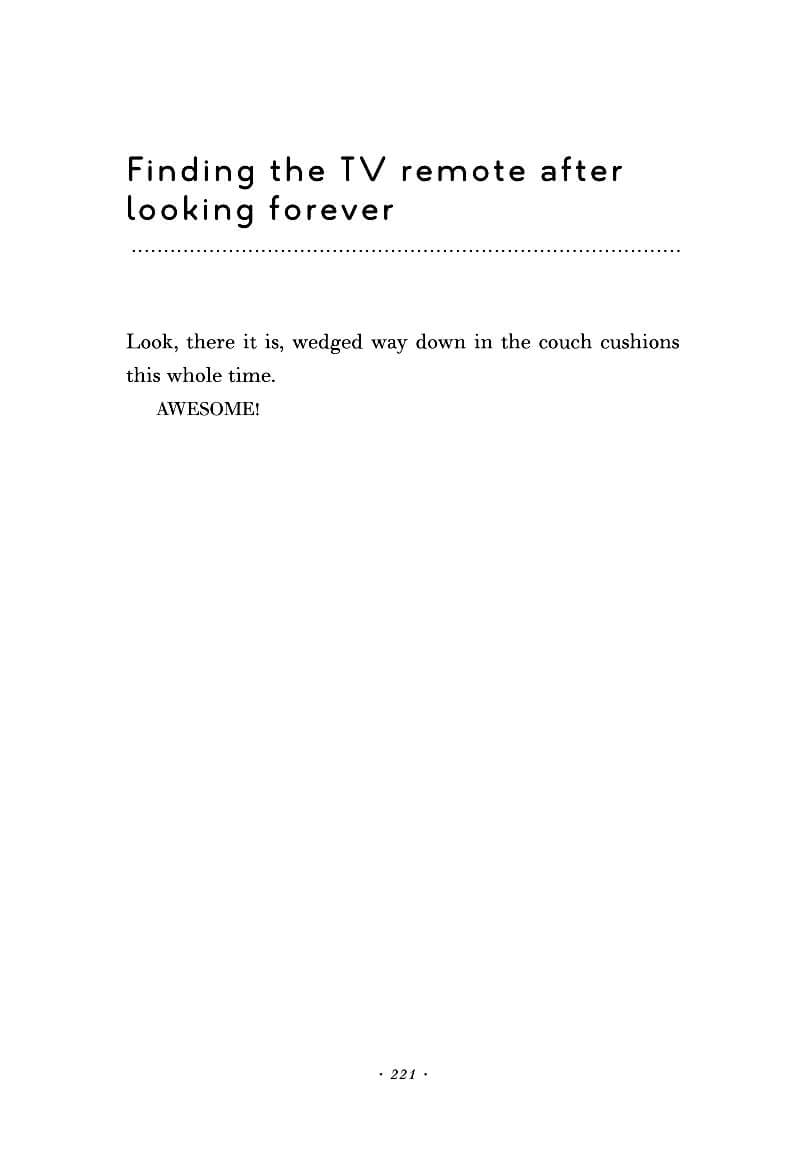 Finding the TV remote after
looking forever
Look, there it is, wedged way down in the couch cushions
this whole time.
AWESOME!
· 221 ·